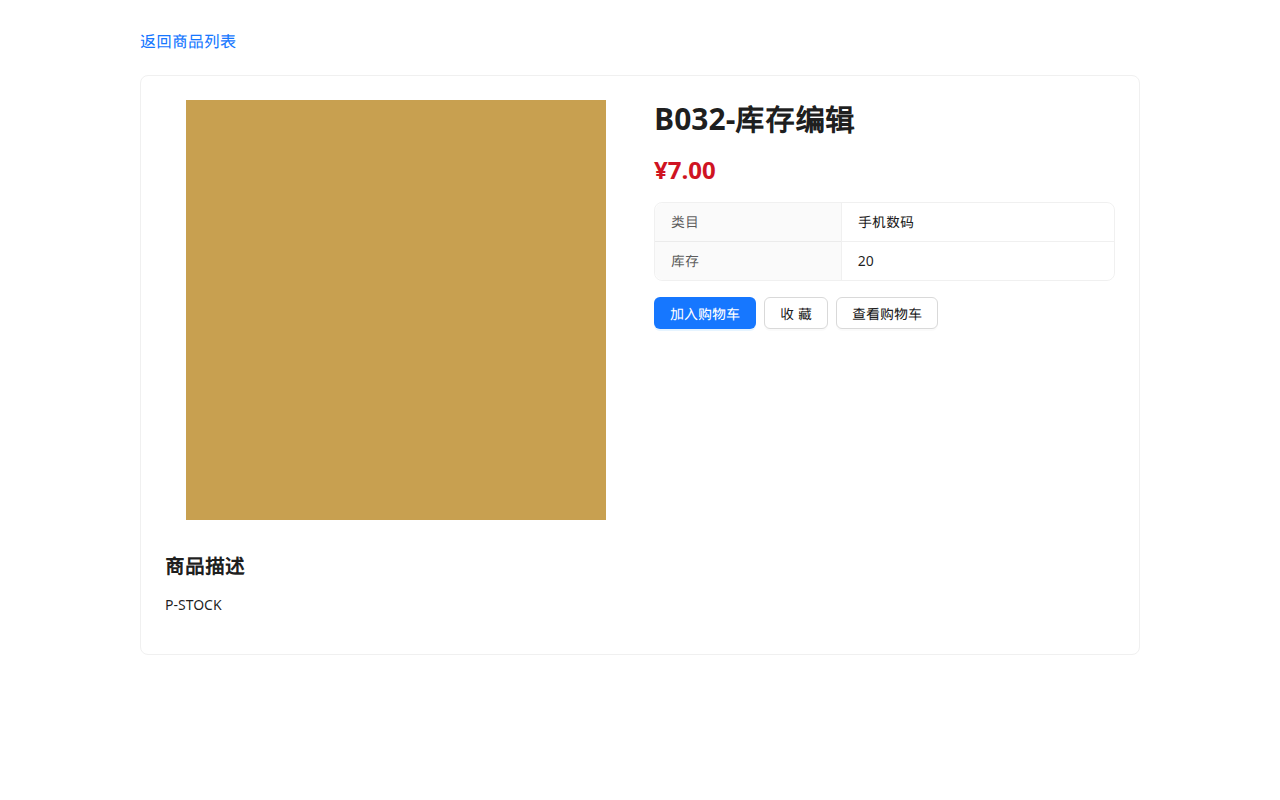 返回商品列表
B032-库存编辑
¥7.00
类目 手机数码
库存 20
加入购物车 收 藏 查看购物车
商品描述
P-STOCK